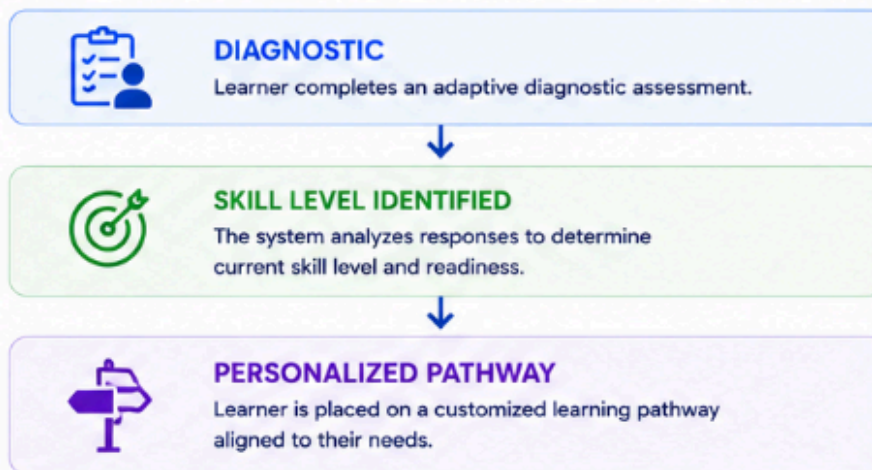 DIAGNOSTIC
Learner completes an adaptive diagnostic assessment.
SKILL LEVEL IDENTIFIED
The system analyzes responses to determine
current skill level and readiness.
PERSONALIZED PATHWAY
Learner is placed on a customized learning pathway
aligned to their needs.